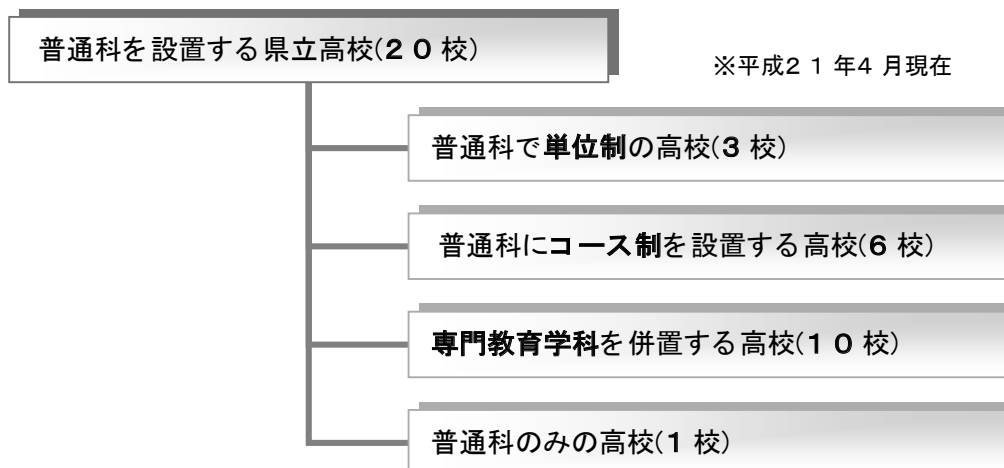 普通科を設置する県立高校(２０校)
※平成２１年４月現在
普通科で単位制の高校(３校)
普通科にコース制を設置する高校(６校)
専門教育学科を併置する高校(１０校)
普通科のみの高校(１校)